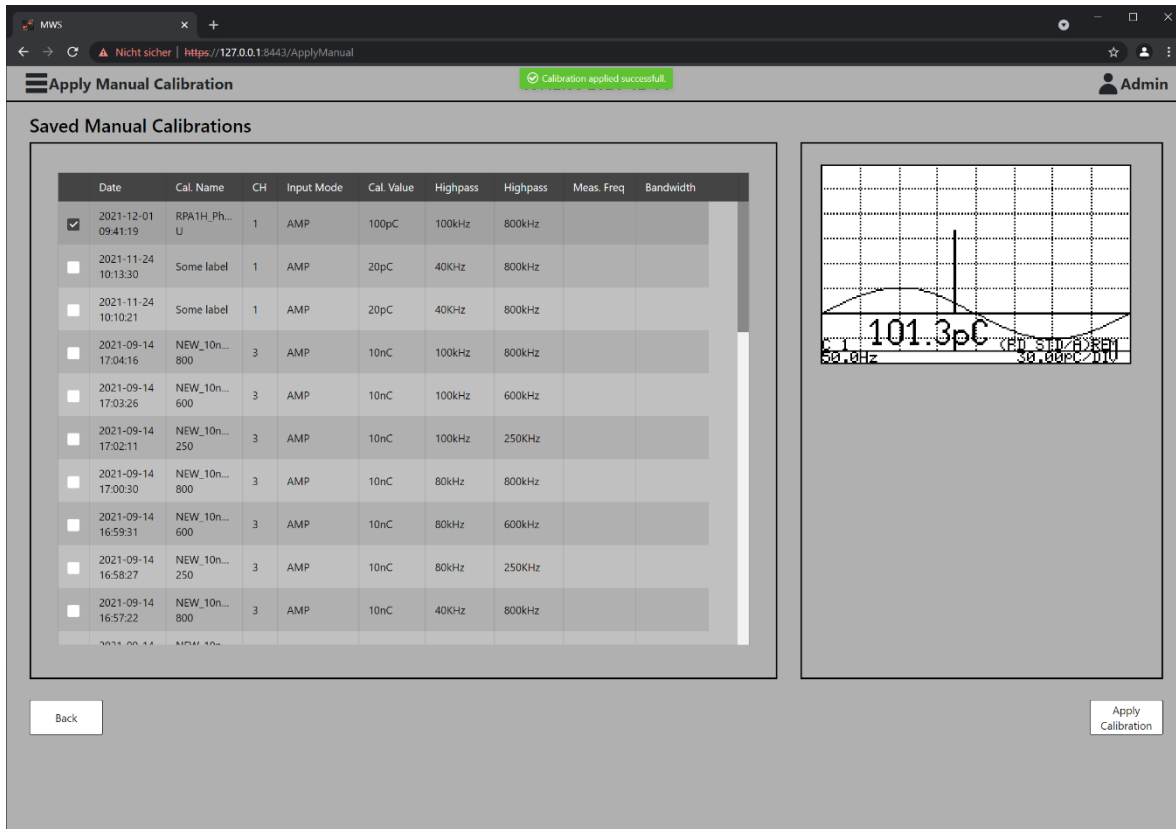 MWS
Nicht sicher | https://127.0.0.1:8443/ApplyManual
Apply Manual Calibration
Calibration applied successfull.
Admin
Saved Manual Calibrations
Date Cal. Name CH Input Mode Cal. Value Highpass Highpass Meas. Freq Bandwidth
2021-12-01 09:41:19 RPA1H_Ph... U 1 AMP 100pC 100kHz 800kHz
2021-11-24 10:13:30 Some label 1 AMP 20pC 40KHz 800kHz
2021-11-24 10:10:21 Some label 1 AMP 20pC 40KHz 800kHz
2021-09-14 17:04:16 NEW_10n... 800 3 AMP 10nC 100kHz 800kHz
2021-09-14 17:03:26 NEW_10n... 600 3 AMP 10nC 100kHz 600kHz
2021-09-14 17:02:11 NEW_10n... 250 3 AMP 10nC 100kHz 250KHz
2021-09-14 17:00:30 NEW_10n... 800 3 AMP 10nC 80kHz 800kHz
2021-09-14 16:59:31 NEW_10n... 600 3 AMP 10nC 80kHz 600kHz
2021-09-14 16:58:27 NEW_10n... 250 3 AMP 10nC 80kHz 250KHz
2021-09-14 16:57:22 NEW_10n... 800 3 AMP 10nC 40KHz 800kHz
101.3pC
C 1 (PD STD/A)REM
50.0Hz 30.00pC/DIV
Back
Apply
Calibration